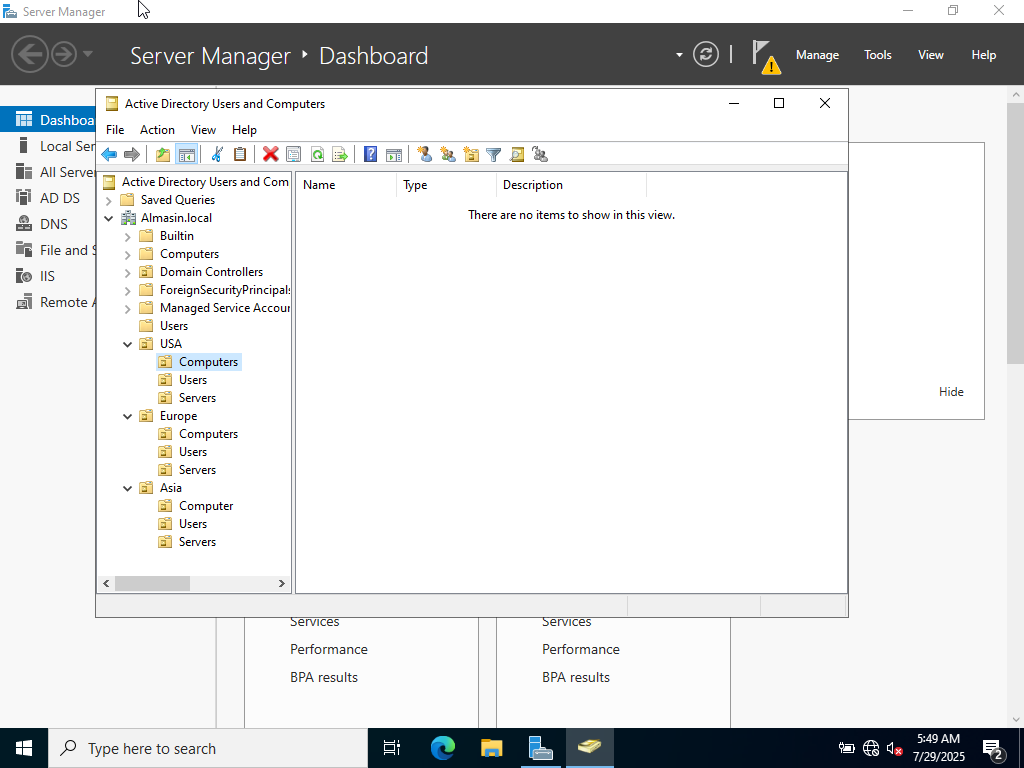 Server Manager
Server Manager ‣ Dashboard
Manage Tools View Help
Dashboa
Local Ser
All Server
AD DS
DNS
File and S
IIS
Remote A
Active Directory Users and Computers
File Action View Help
Active Directory Users and Com
Saved Queries
Almasin.local
Builtin
Computers
Domain Controllers
ForeignSecurityPrincipals
Managed Service Accour
Users
USA
Computers
Users
Servers
Europe
Computers
Users
Servers
Asia
Computer
Users
Servers
Name Type Description
There are no items to show in this view.
Hide
Services
Performance
BPA results
Services
Performance
BPA results
Type here to search
5:49 AM
7/29/2025
2